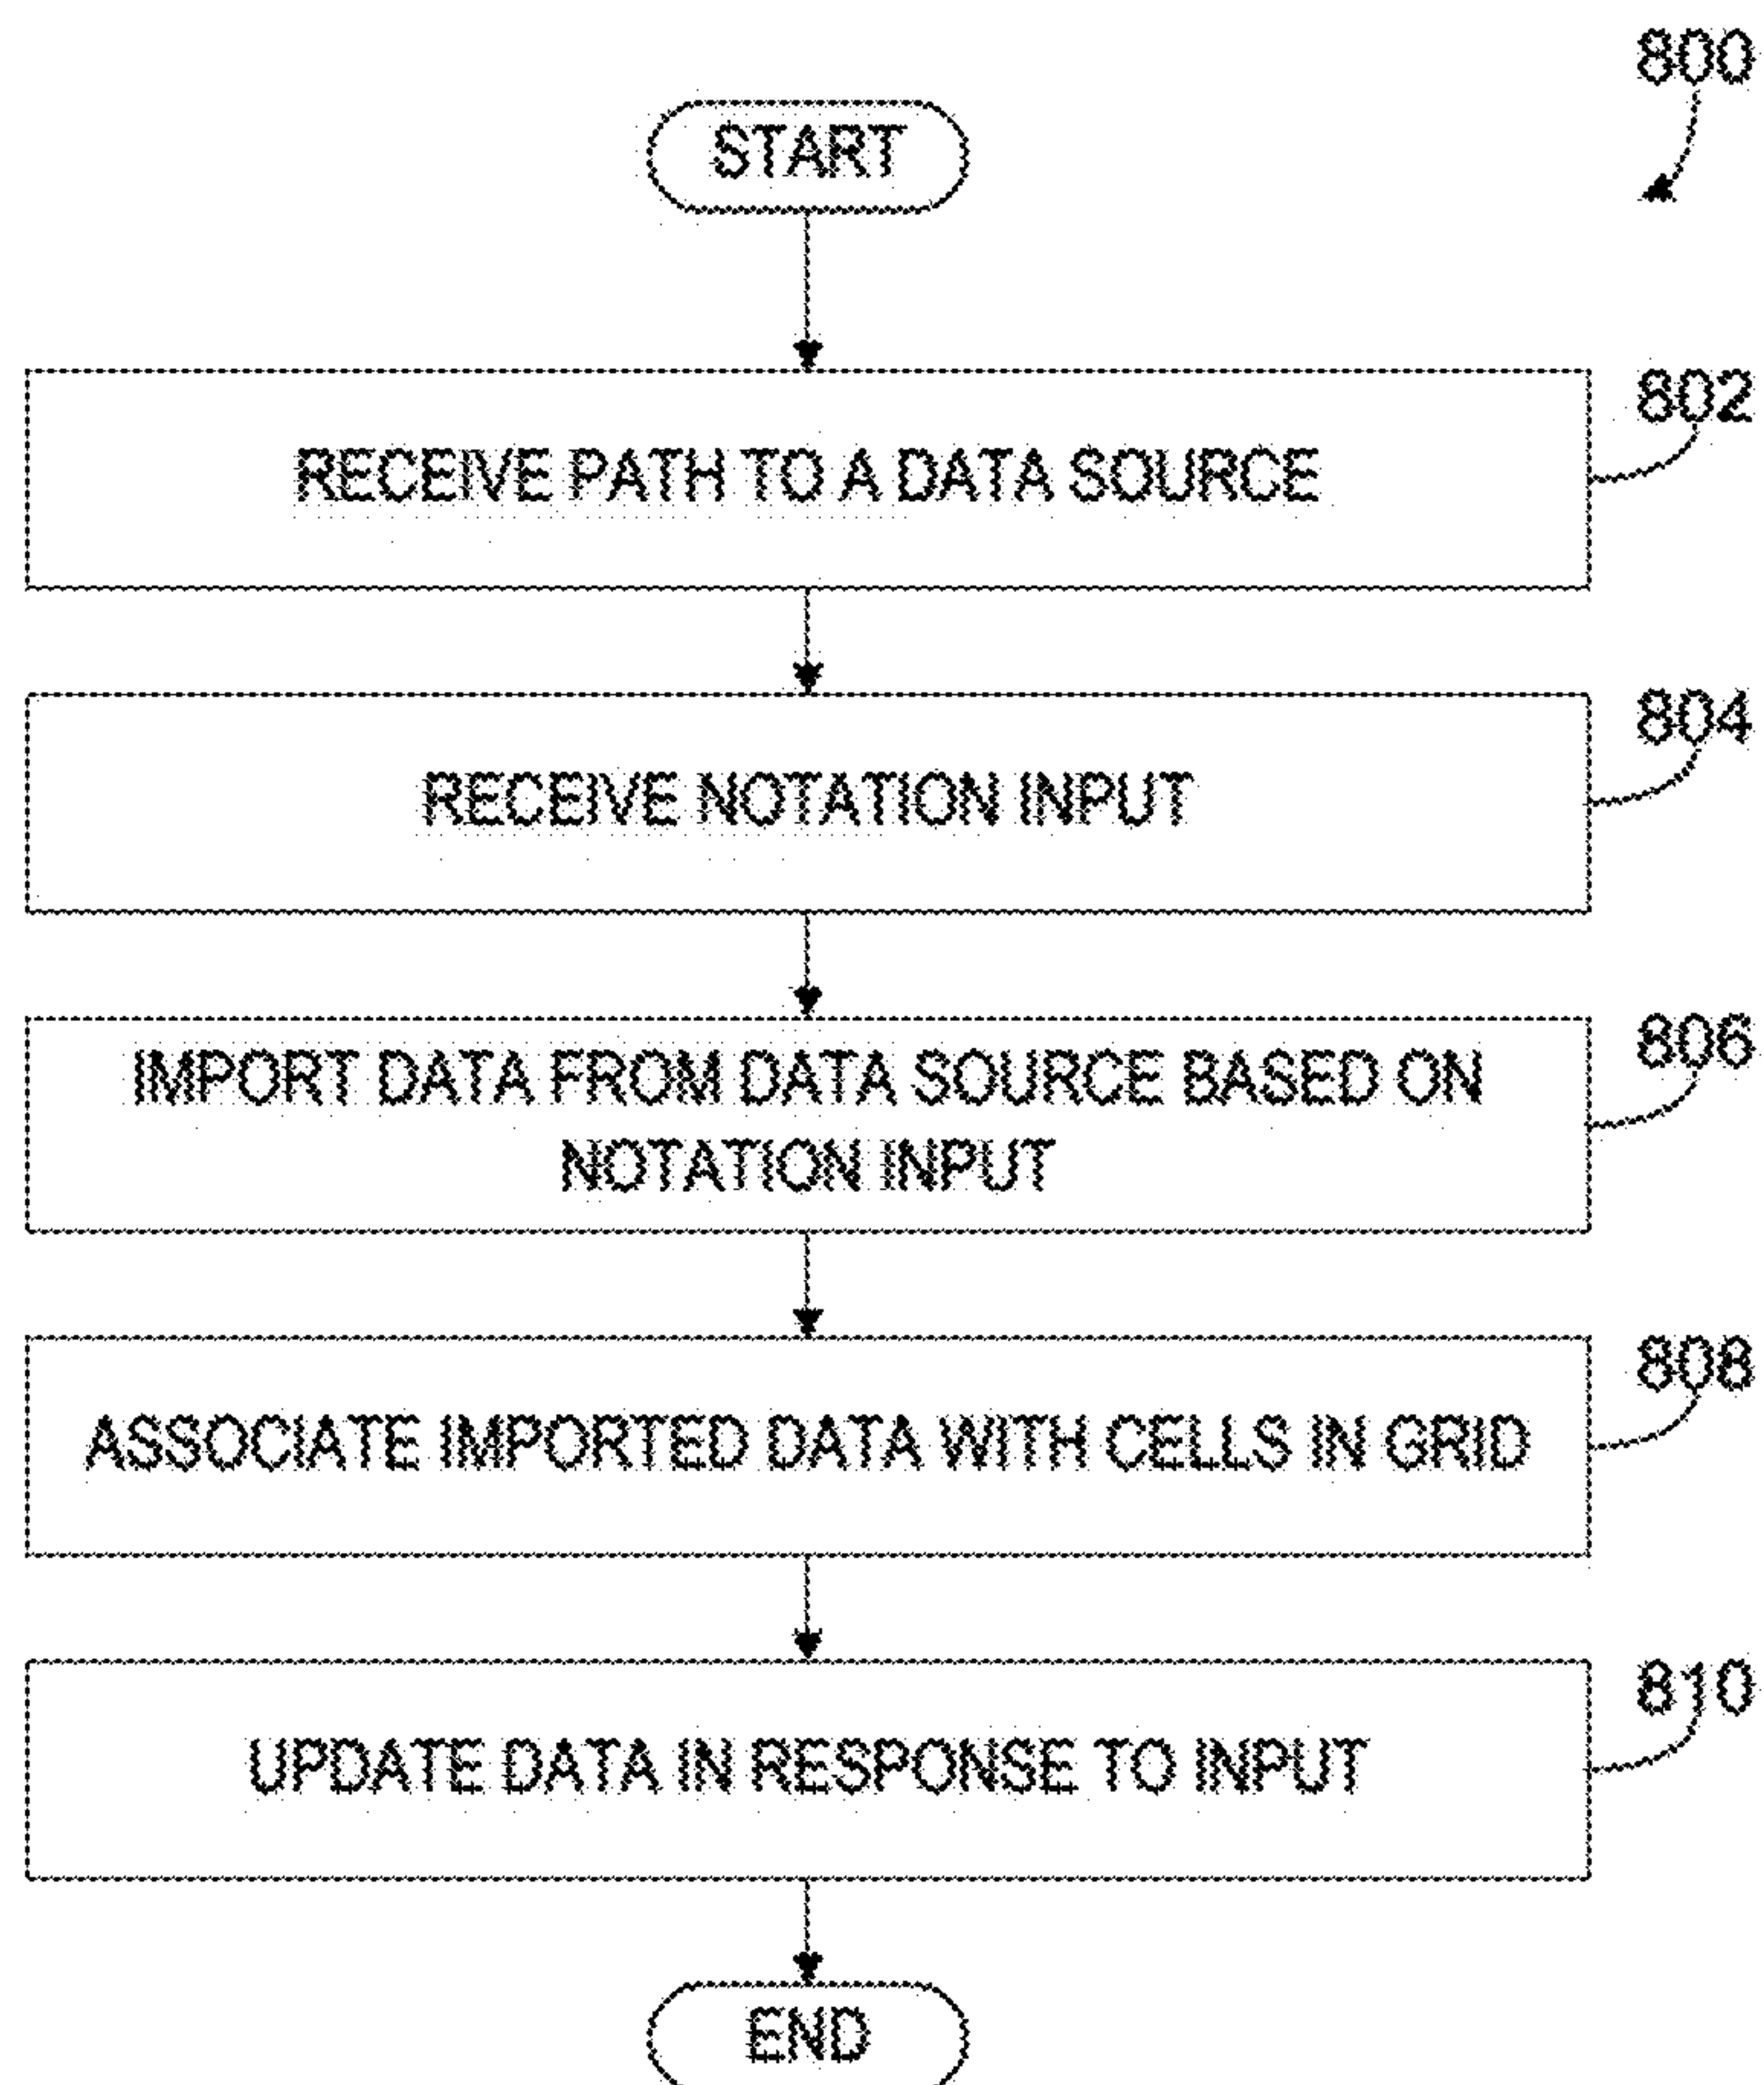 800
START
802
RECEIVE PATH TO A DATA SOURCE
804
RECEIVE NOTATION INPUT
806
IMPORT DATA FROM DATA SOURCE BASED ON
NOTATION INPUT
808
ASSOCIATE IMPORTED DATA WITH CELLS IN GRID
810
UPDATE DATA IN RESPONSE TO INPUT
END